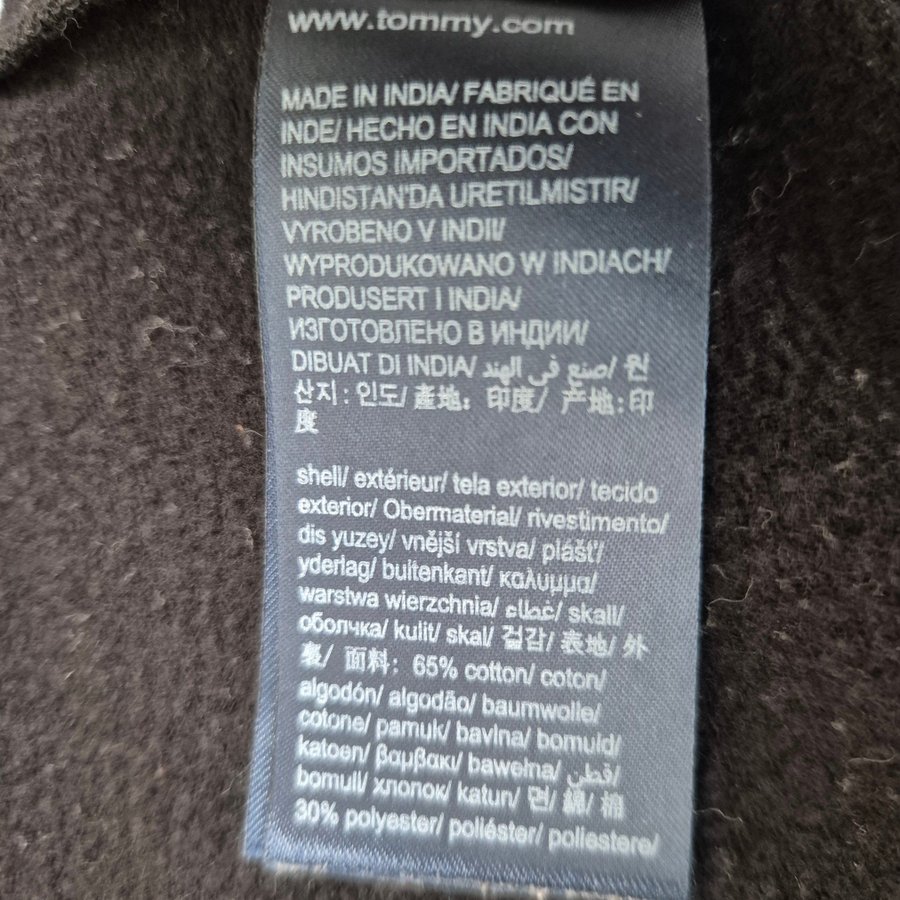 www.tommy.com
MADE IN INDIA/ FABRIQUÉ EN
INDE/ HECHO EN INDIA CON
INSUMOS IMPORTADOS/
HINDISTAN'DA URETILMISTIR/
VYROBENO V INDII/
WYPRODUKOWANO W INDIACH/
PRODUSERT I INDIA/
ИЗГОТОВЛЕНО В ИНДИИ/
DIBUAT DI INDIA/ صنع في الهند/ 원
산지 : 인도/ 產地：印度/ 产地:印
度
shell/ extérieur/ tela exterior/ tecido
exterior/ Obermaterial/ rivestimento/
dis yuzey/ vnější vrstva/ plášť/
yderlag/ buitenkant/ καλυμμα/
warstwa wierzchnia/ غطاء/ skall/
оболчка/ kulit/ skal/ 겉감/ 表地/ 外
裏/ 面料: 65% cotton/ coton/
algodón/ algodão/ baumwolle/
cotone/ pamuk/ bavlna/ bomuld/
katoen/ βαμβακι/ bawełna/ قطن/
bomull/ хлопок/ katun/ 면/ 綿/ 棉
30% polyester/ poliéster/ poliestere/